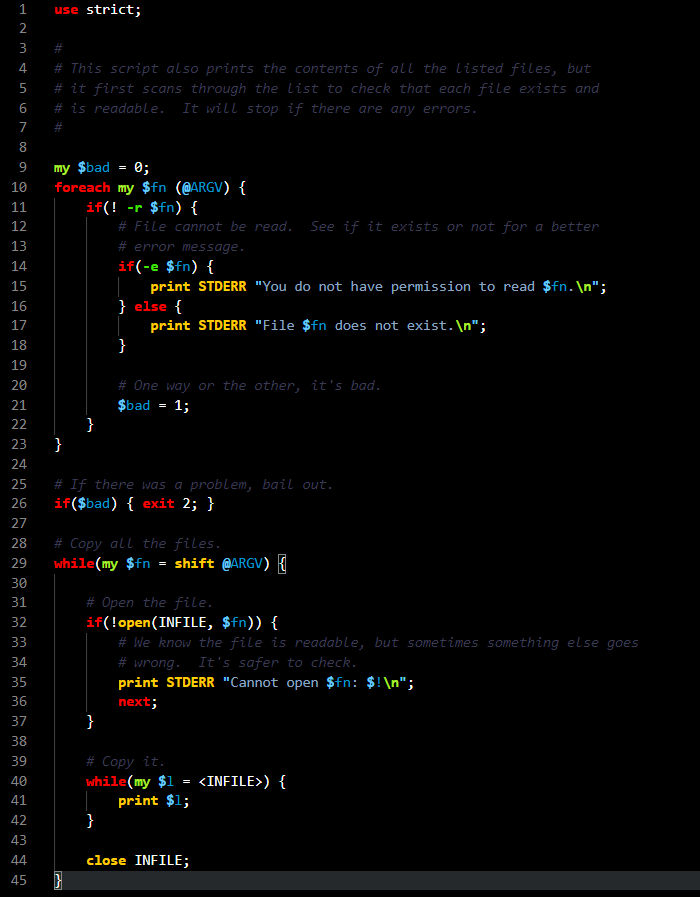 1 use strict;
2
3 #
4 # This script also prints the contents of all the listed files, but
5 # it first scans through the list to check that each file exists and
6 # is readable.  It will stop if there are any errors.
7 #
8
9 my $bad = 0;
10 foreach my $fn (@ARGV) {
11     if(! -r $fn) {
12         # File cannot be read.  See if it exists or not for a better
13         # error message.
14         if(-e $fn) {
15             print STDERR "You do not have permission to read $fn.\n";
16         } else {
17             print STDERR "File $fn does not exist.\n";
18         }
19
20         # One way or the other, it's bad.
21         $bad = 1;
22     }
23 }
24
25 # If there was a problem, bail out.
26 if($bad) { exit 2; }
27
28 # Copy all the files.
29 while(my $fn = shift @ARGV) {
30
31     # Open the file.
32     if(!open(INFILE, $fn)) {
33         # We know the file is readable, but sometimes something else goes
34         # wrong.  It's safer to check.
35         print STDERR "Cannot open $fn: $!\n";
36         next;
37     }
38
39     # Copy it.
40     while(my $l = <INFILE>) {
41         print $l;
42     }
43
44     close INFILE;
45 }